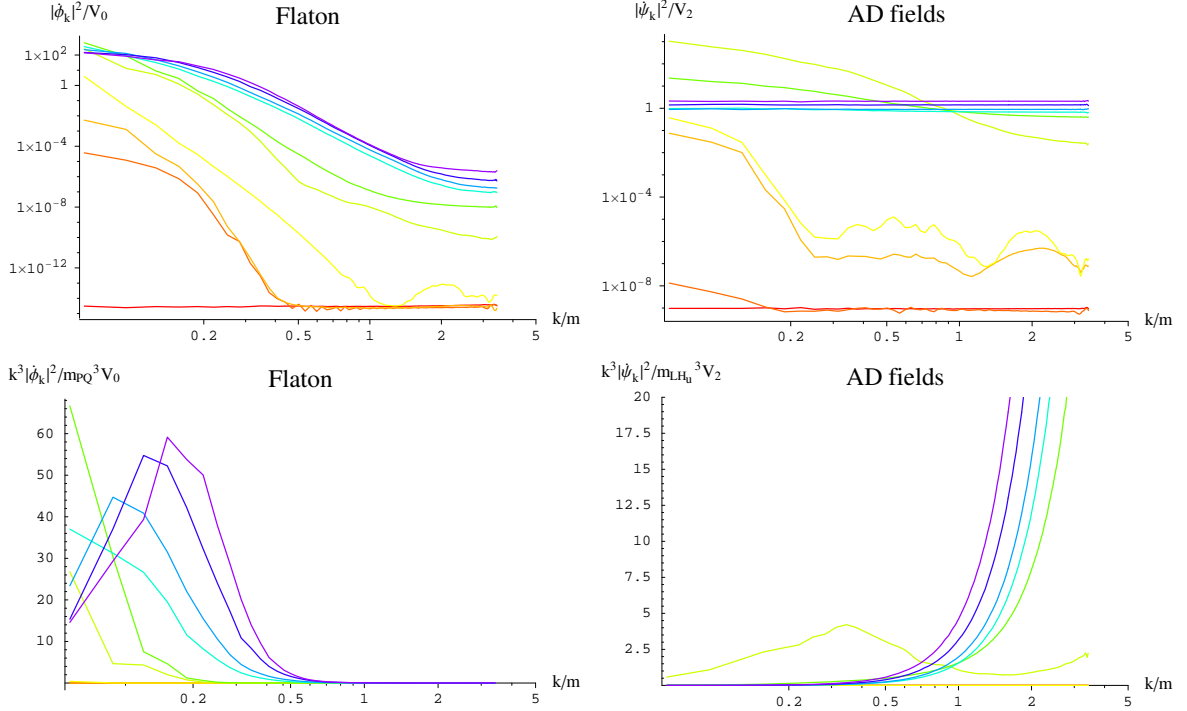 |ϕ̇ₖ|²/V₀
Flaton
1×10²
1
1×10⁻⁴
1×10⁻⁸
1×10⁻¹²
0.2 0.5 1 2 5
k/m
|ψ̇ₖ|²/V₂
AD fields
1
1×10⁻⁴
1×10⁻⁸
0.2 0.5 1 2 5
k/m
k³|ϕ̇ₖ|²/m_PQ³V₀
Flaton
60
50
40
30
20
10
0.2 0.5 1 2 5
k/m
k³|ψ̇ₖ|²/m_LHᵤ³V₂
AD fields
20
17.5
15
12.5
10
7.5
5
2.5
0.2 0.5 1 2 5
k/m